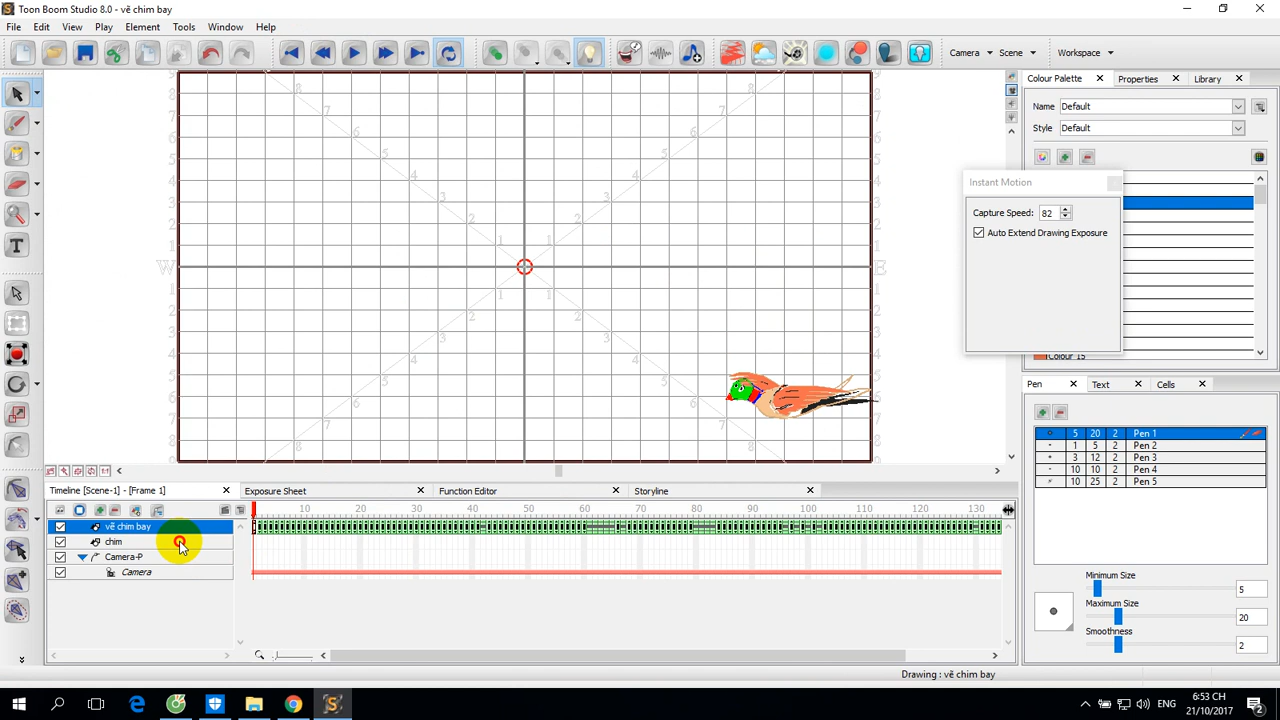 Toon Boom Studio 8.0 - vẽ chim bay
File Edit View Play Element Tools Window Help
Camera Scene Workspace
Colour Palette Properties Library
Name Default
Style Default
Instant Motion
Capture Speed: 82
Auto Extend Drawing Exposure
Colour 15
W E
Pen Text Cells
5 20 2 Pen 1
1 5 2 Pen 2
3 12 2 Pen 3
10 10 2 Pen 4
10 25 2 Pen 5
Minimum Size
5
Maximum Size
20
Smoothness
2
Timeline [Scene-1] - [Frame 1] Exposure Sheet Function Editor Storyline
10 20 30 40 50 60 70 80 90 100 110 120 130
vẽ chim bay
chim
Camera-P
Camera
Drawing : vẽ chim bay
ENG
6:53 CH
21/10/2017
2